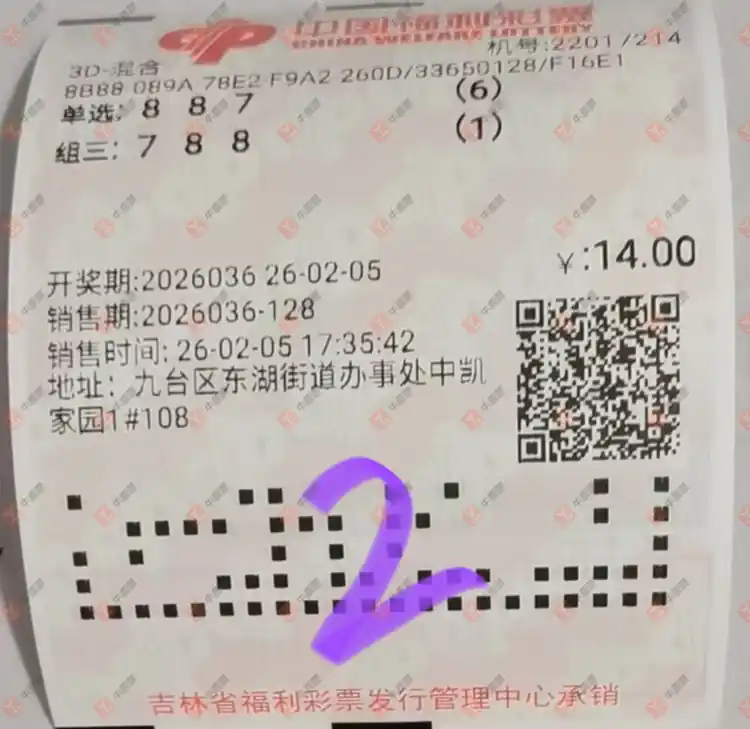 中国福利彩票
CHINA WELFARE LOTTERY
3D-混合
机号:22017214
8B88 089A 78E2 F9A2 260D/33650128/F16E1
单选: 8 8 7 (6)
组三: 7 8 8 (1)
¥:14.00
开奖期:2026036 26-02-05
销售期:2026036-128
销售时间: 26-02-05 17:35:42
地址: 九台区东湖街道办事处中凯
家园1#108
2
吉林省福利彩票发行管理中心承销